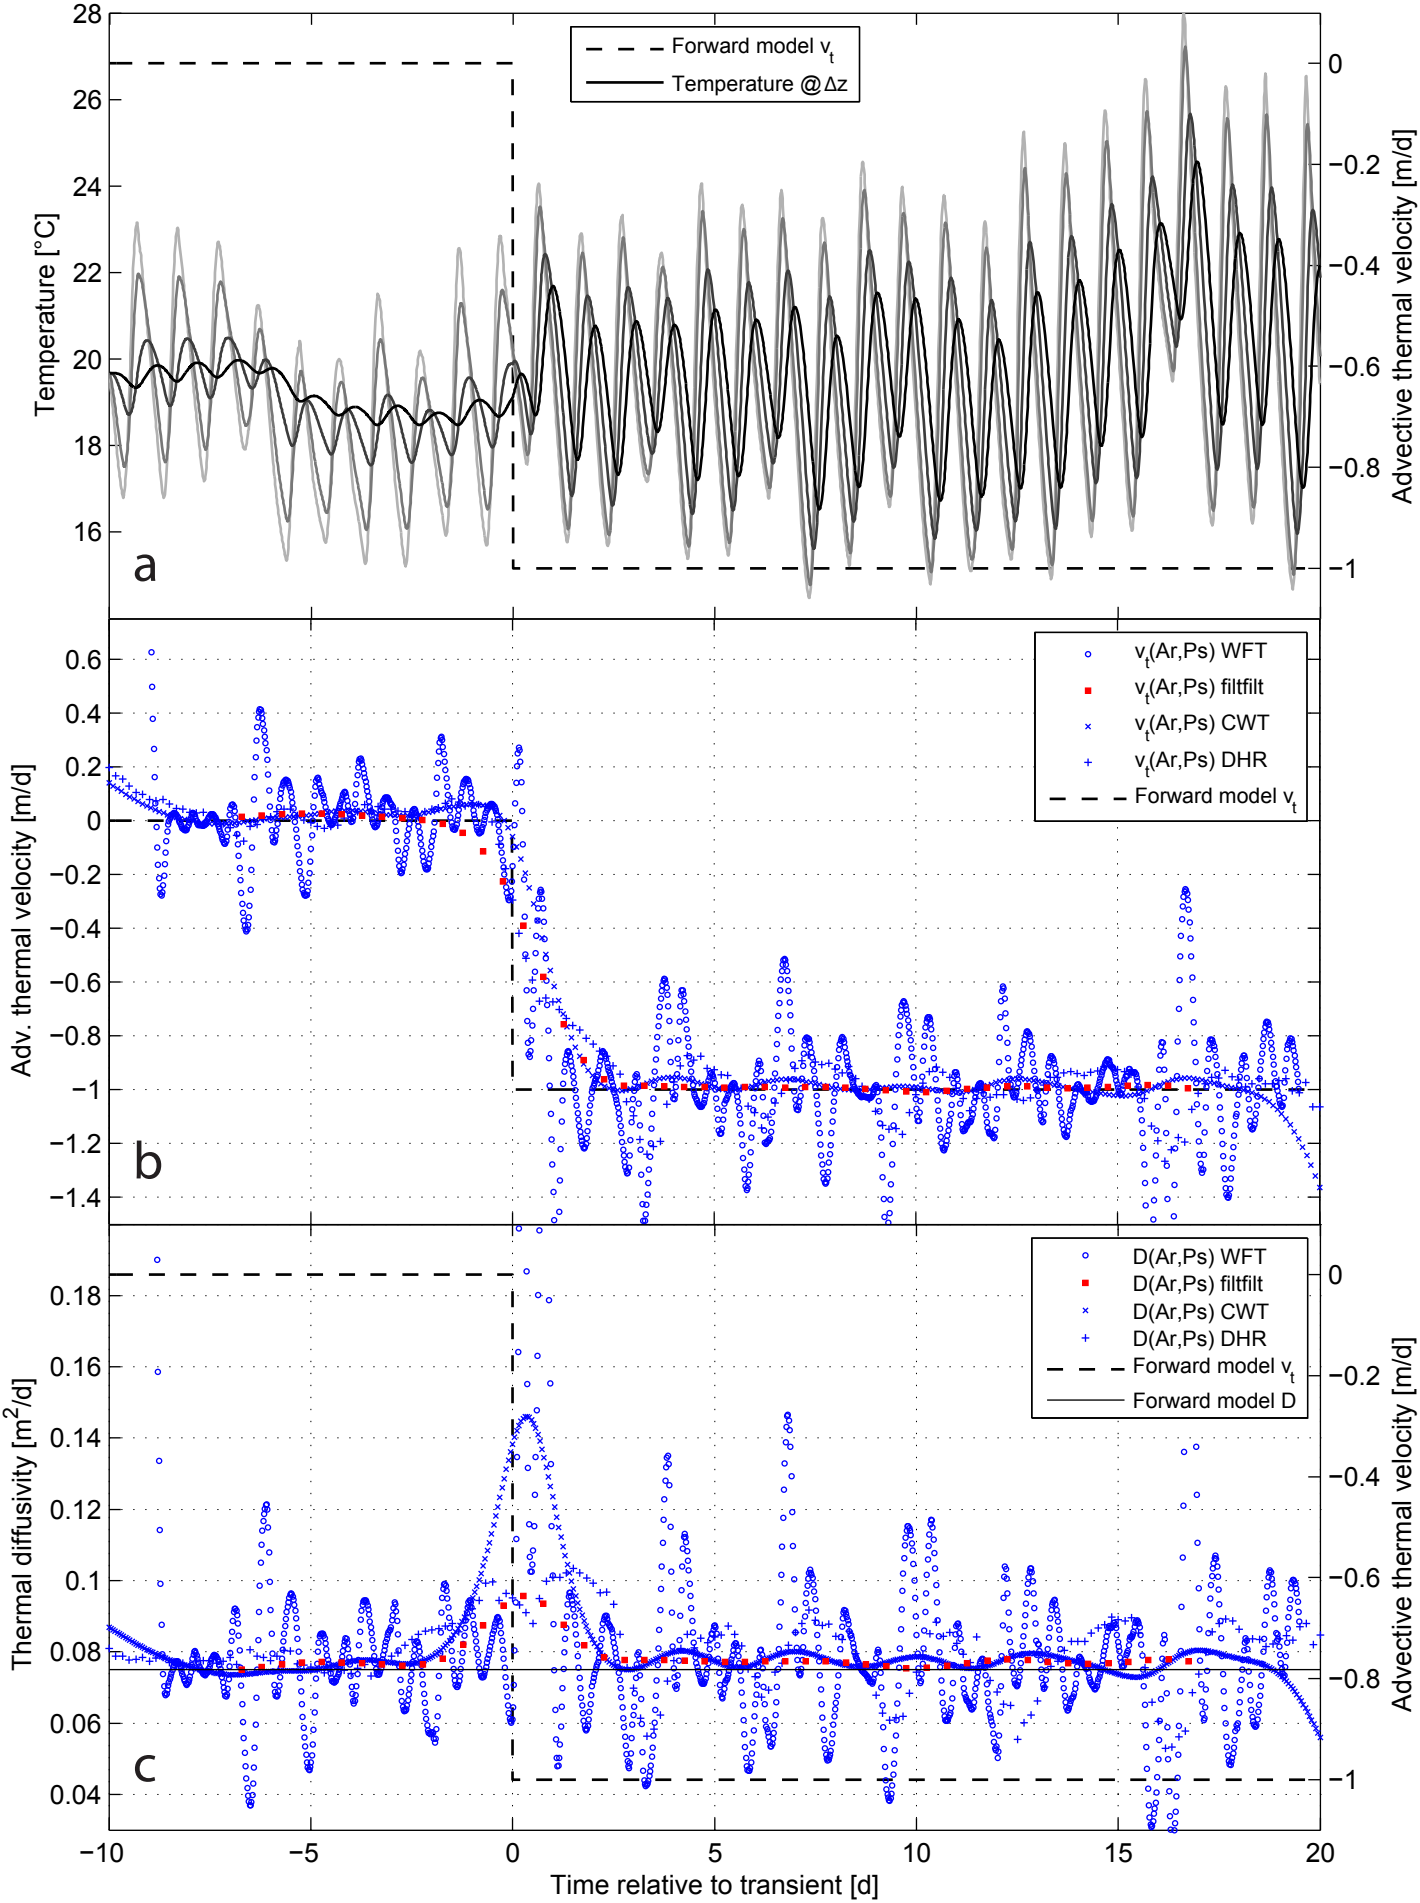 28
26
24
22
20
18
16
Temperature [°C]
Forward model vt
Temperature @Δz
0
−0.2
−0.4
−0.6
−0.8
−1
Advective thermal velocity [m/d]
a
0.6
0.4
0.2
0
−0.2
−0.4
−0.6
−0.8
−1
−1.2
−1.4
Adv. thermal velocity [m/d]
vt(Ar,Ps) WFT
vt(Ar,Ps) filtfilt
vt(Ar,Ps) CWT
vt(Ar,Ps) DHR
Forward model vt
b
0.18
0.16
0.14
0.12
0.1
0.08
0.06
0.04
Thermal diffusivity [m²/d]
D(Ar,Ps) WFT
D(Ar,Ps) filtfilt
D(Ar,Ps) CWT
D(Ar,Ps) DHR
Forward model vt
Forward model D
0
−0.2
−0.4
−0.6
−0.8
−1
Advective thermal velocity [m/d]
c
−10 −5 0 5 10 15 20
Time relative to transient [d]